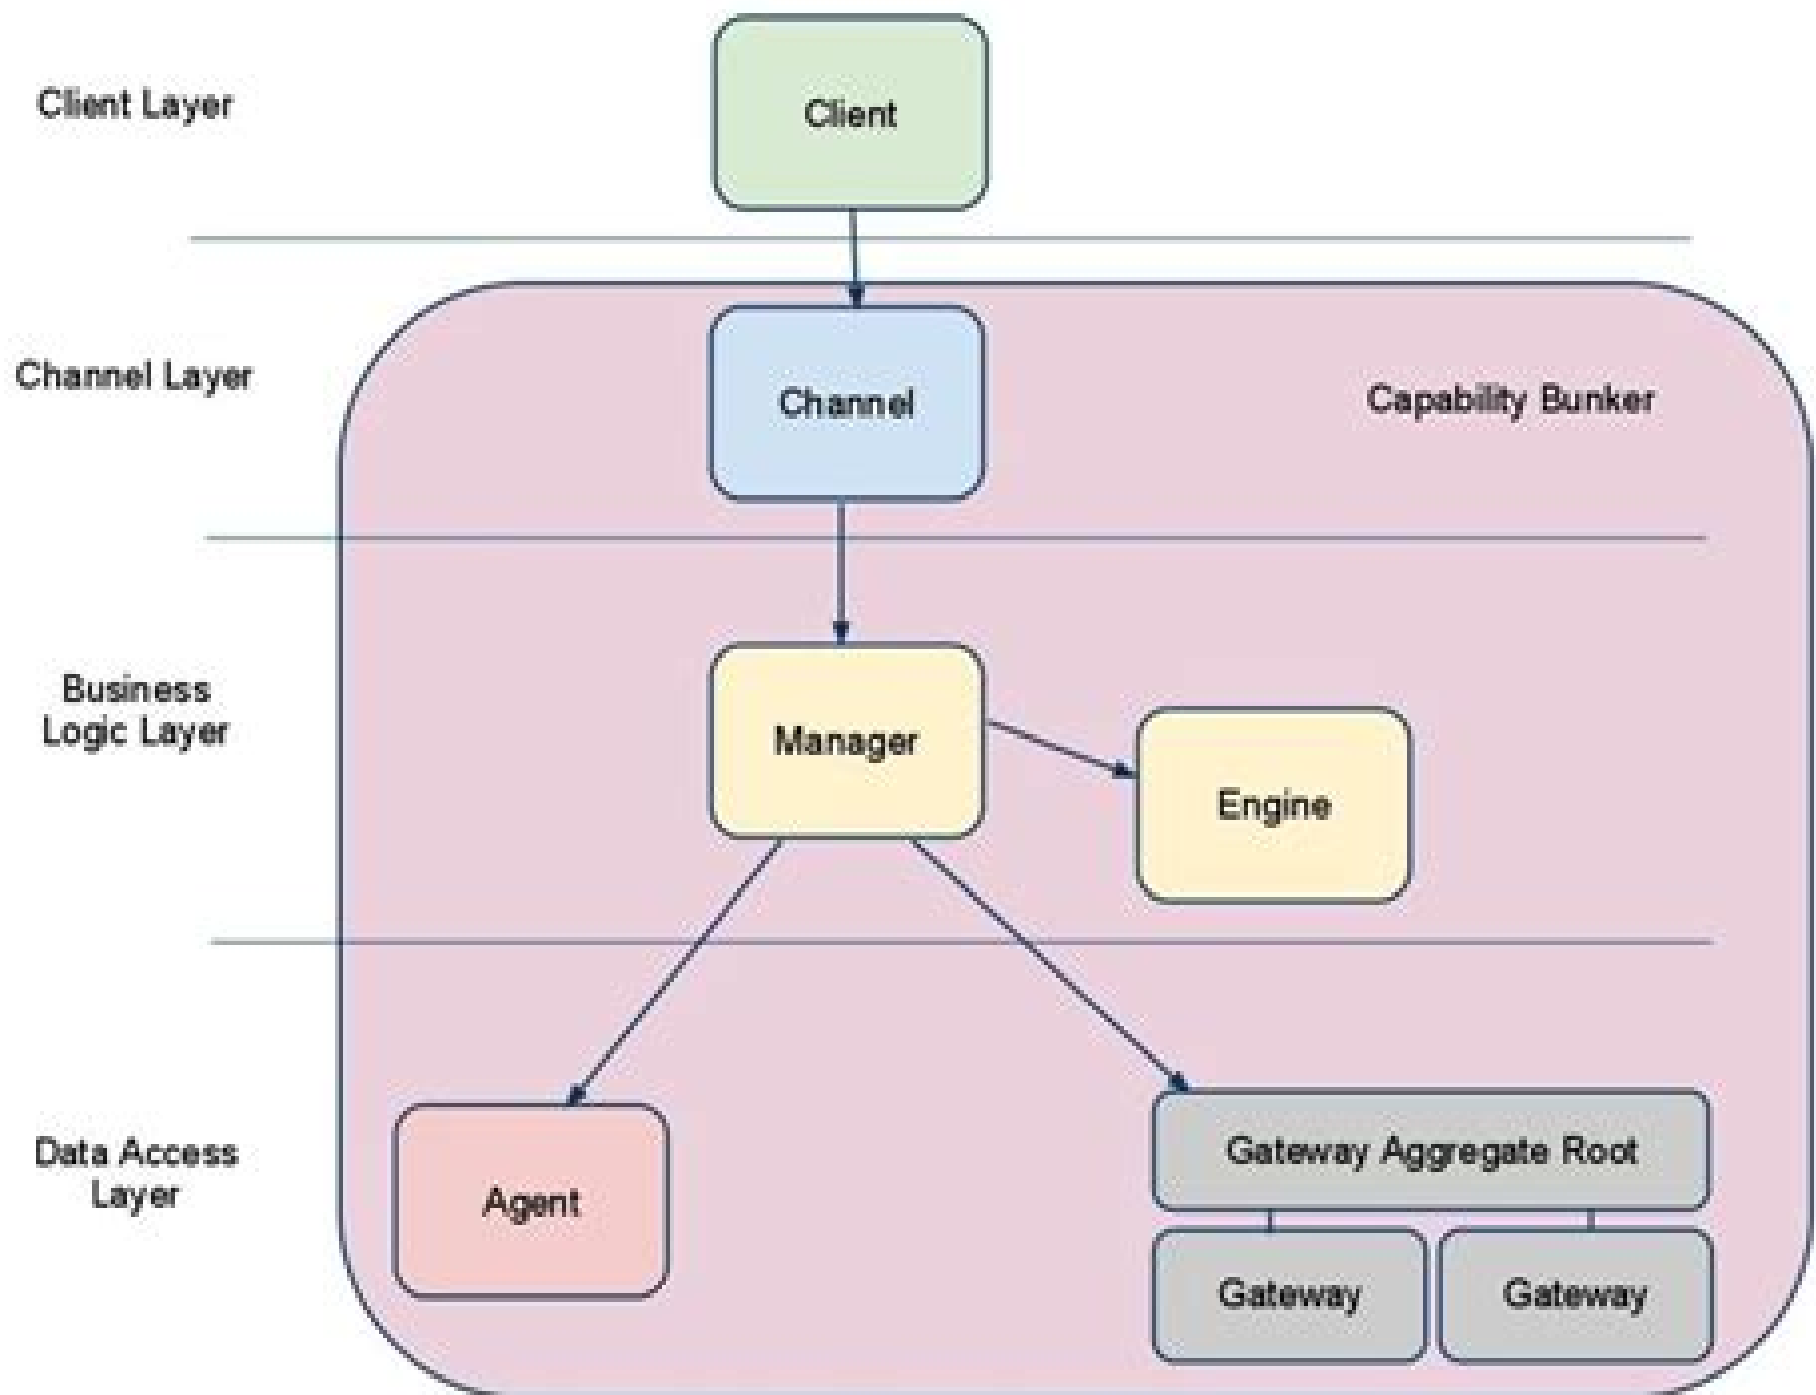 Client Layer
Client
Channel Layer
Channel
Capability Bunker
Business
Logic Layer
Manager
Engine
Data Access
Layer
Agent
Gateway Aggregate Root
Gateway
Gateway